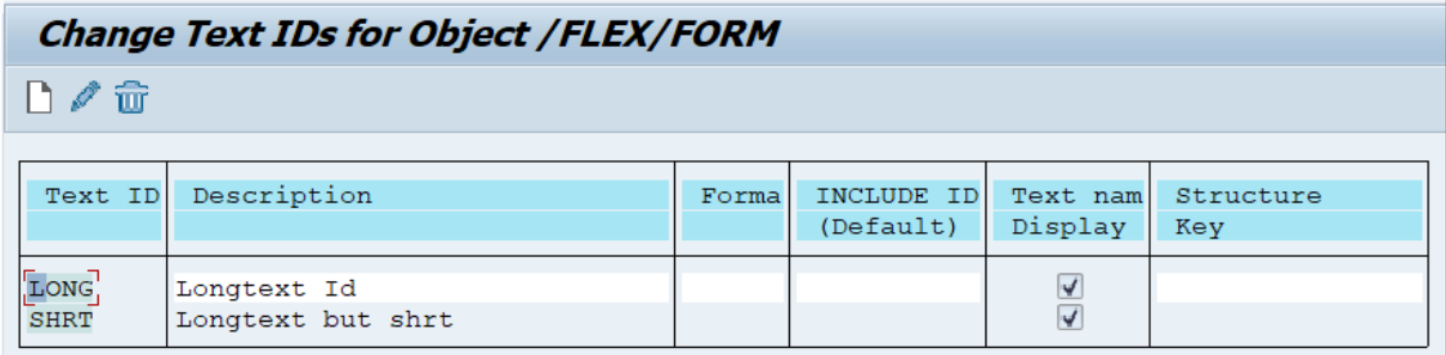 Change Text IDs for Object /FLEX/FORM
Text ID Description Forma INCLUDE ID Text nam Structure
(Default) Display Key
LONG Longtext Id
SHRT Longtext but shrt